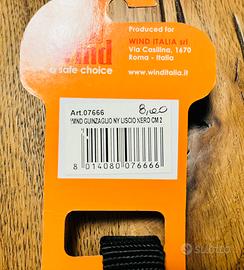 Produced for
WIND ITALIA srl
Via Casilina, 1670
Roma - Italia
www.winditalia.it
wind
a safe choice
Art.07666
8,00
WIND GUINZAGLIO NY LISCIO NERO CM 2
8 014080 076666
subito